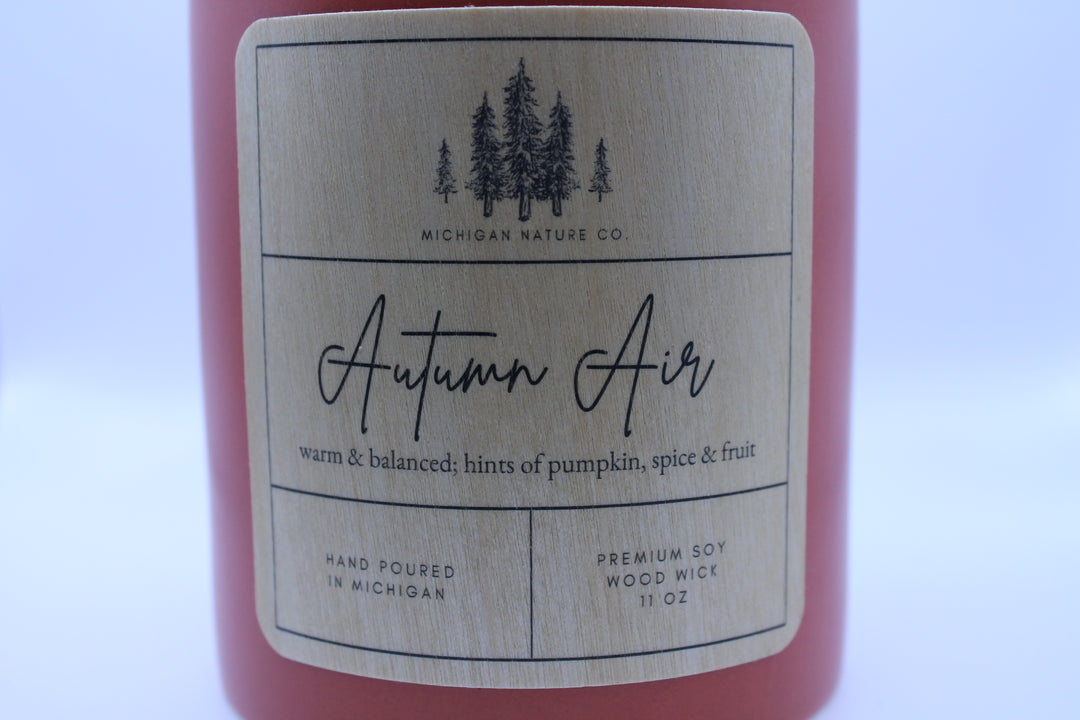 MICHIGAN NATURE CO.
Autumn Air
warm & balanced; hints of pumpkin, spice & fruit
HAND POURED
IN MICHIGAN
PREMIUM SOY
WOOD WICK
11 OZ